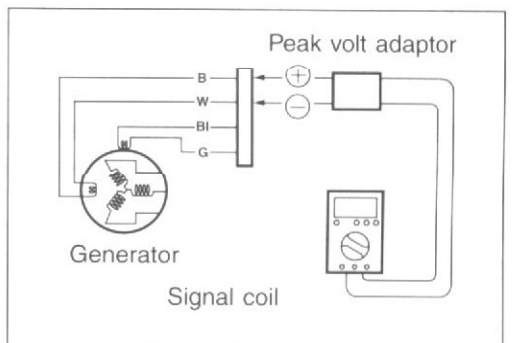 Peak volt adaptor
B
+
W
−
Bl
G
Generator
Signal coil